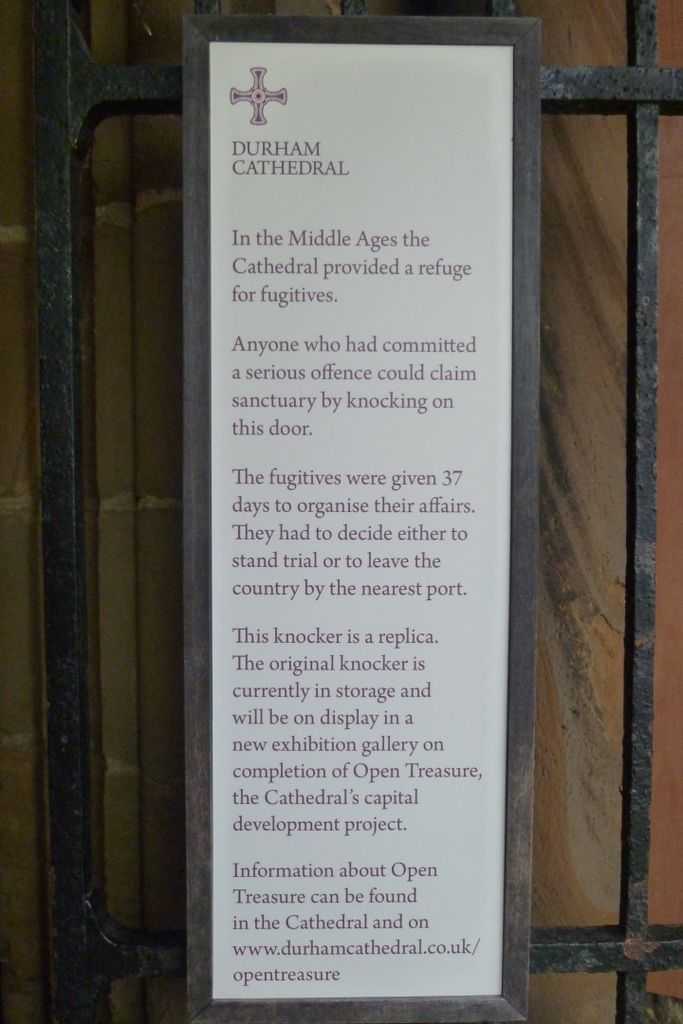 DURHAM
CATHEDRAL
In the Middle Ages the
Cathedral provided a refuge
for fugitives.
Anyone who had committed
a serious offence could claim
sanctuary by knocking on
this door.
The fugitives were given 37
days to organise their affairs.
They had to decide either to
stand trial or to leave the
country by the nearest port.
This knocker is a replica.
The original knocker is
currently in storage and
will be on display in a
new exhibition gallery on
completion of Open Treasure,
the Cathedral's capital
development project.
Information about Open
Treasure can be found
in the Cathedral and on
www.durhamcathedral.co.uk/
opentreasure